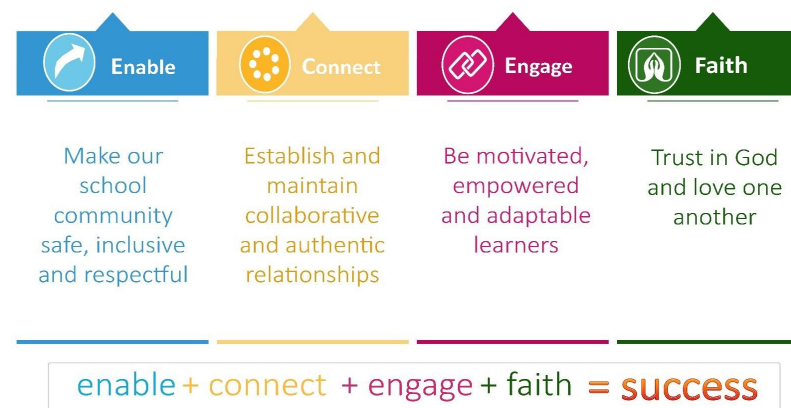 Enable
Make our
school
community
safe, inclusive
and respectful
Connect
Establish and
maintain
collaborative
and authentic
relationships
Engage
Be motivated,
empowered
and adaptable
learners
Faith
Trust in God
and love one
another
enable + connect + engage + faith = success